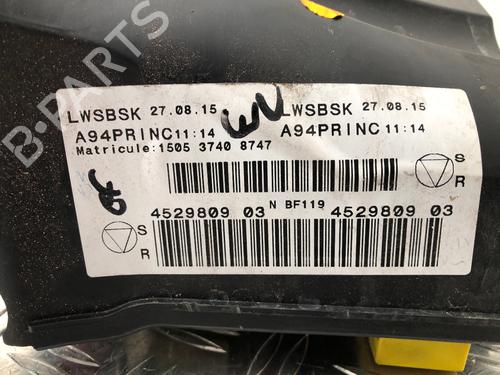 B-PARTS
LWSBSK 27.08.15 LWSBSK 27.08.15
A94PRINC11:14 A94PRINC11:14
Matricule:1505 3740 8747
S
R
N BF119
4529809 03 4529809 03
S
R